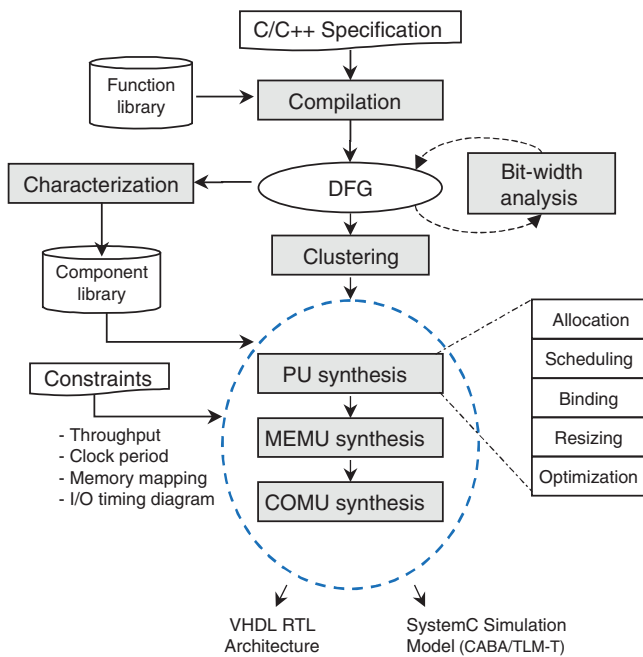 C/C++ Specification
Function
library
Compilation
Characterization
DFG
Bit-width
analysis
Clustering
Component
library
Allocation
Scheduling
Binding
Resizing
Optimization
PU synthesis
Constraints
- Throughput
- Clock period
- Memory mapping
- I/O timing diagram
MEMU synthesis
COMU synthesis
VHDL RTL
Architecture
SystemC Simulation
Model (CABA/TLM-T)